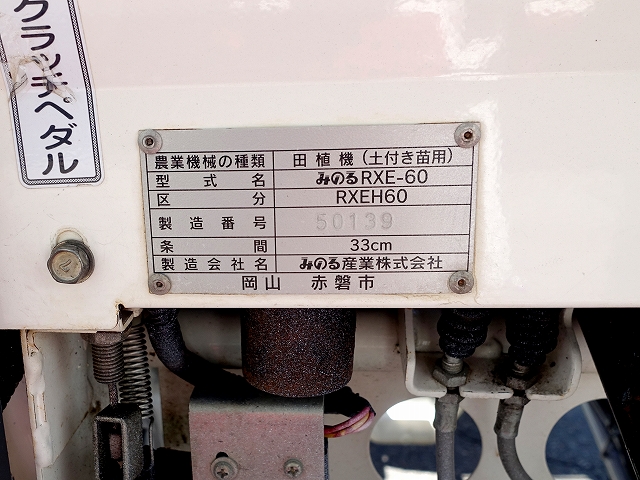 クラッチペダル
農業機械の種類 田植機(土付き苗用)
型式名 みのるRXE-60
区分 RXEH60
製造番号 50139
条間 33cm
製造会社名 みのる産業株式会社
岡山 赤磐市